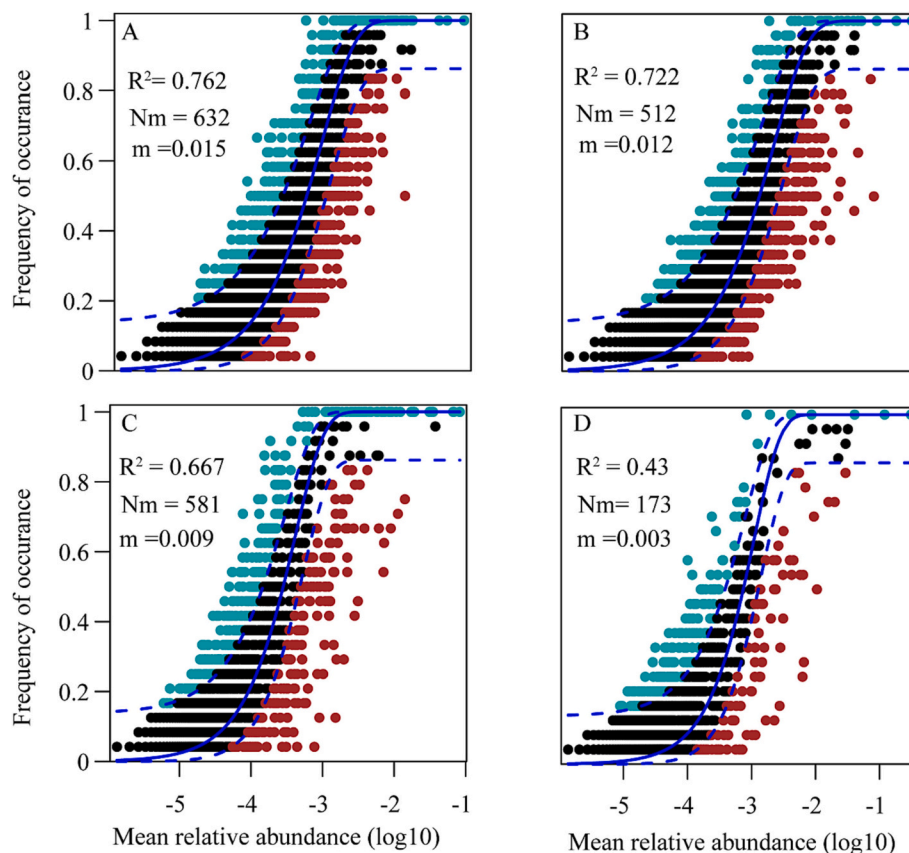 A
R²= 0.762
Nm = 632
m =0.015
B
R² = 0.722
Nm = 512
m =0.012
Frequency of occurance
1
0.8
0.6
0.4
0.2
0
C
R² = 0.667
Nm = 581
m =0.009
D
R² = 0.43
Nm= 173
m =0.003
Frequency of occurance
1
0.8
0.6
0.4
0.2
0
-5 -4 -3 -2 -1
-5 -4 -3 -2 -1
Mean relative abundance (log10)
Mean relative abundance (log10)